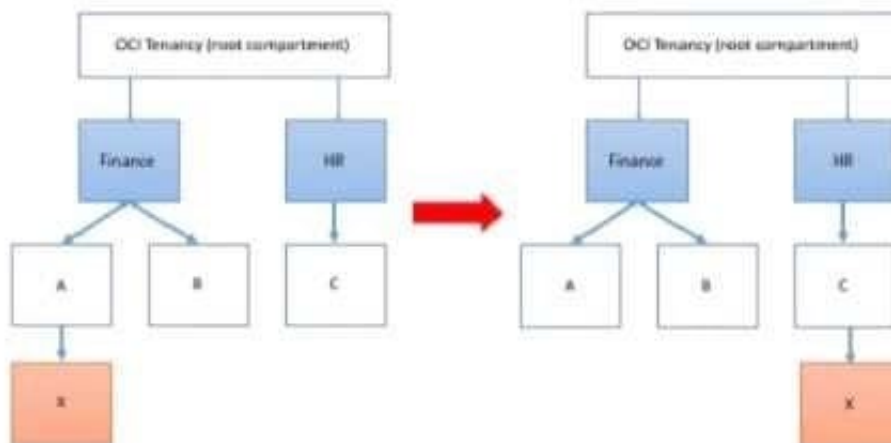 OCI Tenancy (root compartment)
Finance
HR
A
B
C
X
OCI Tenancy (root compartment)
Finance
HR
A
B
C
X